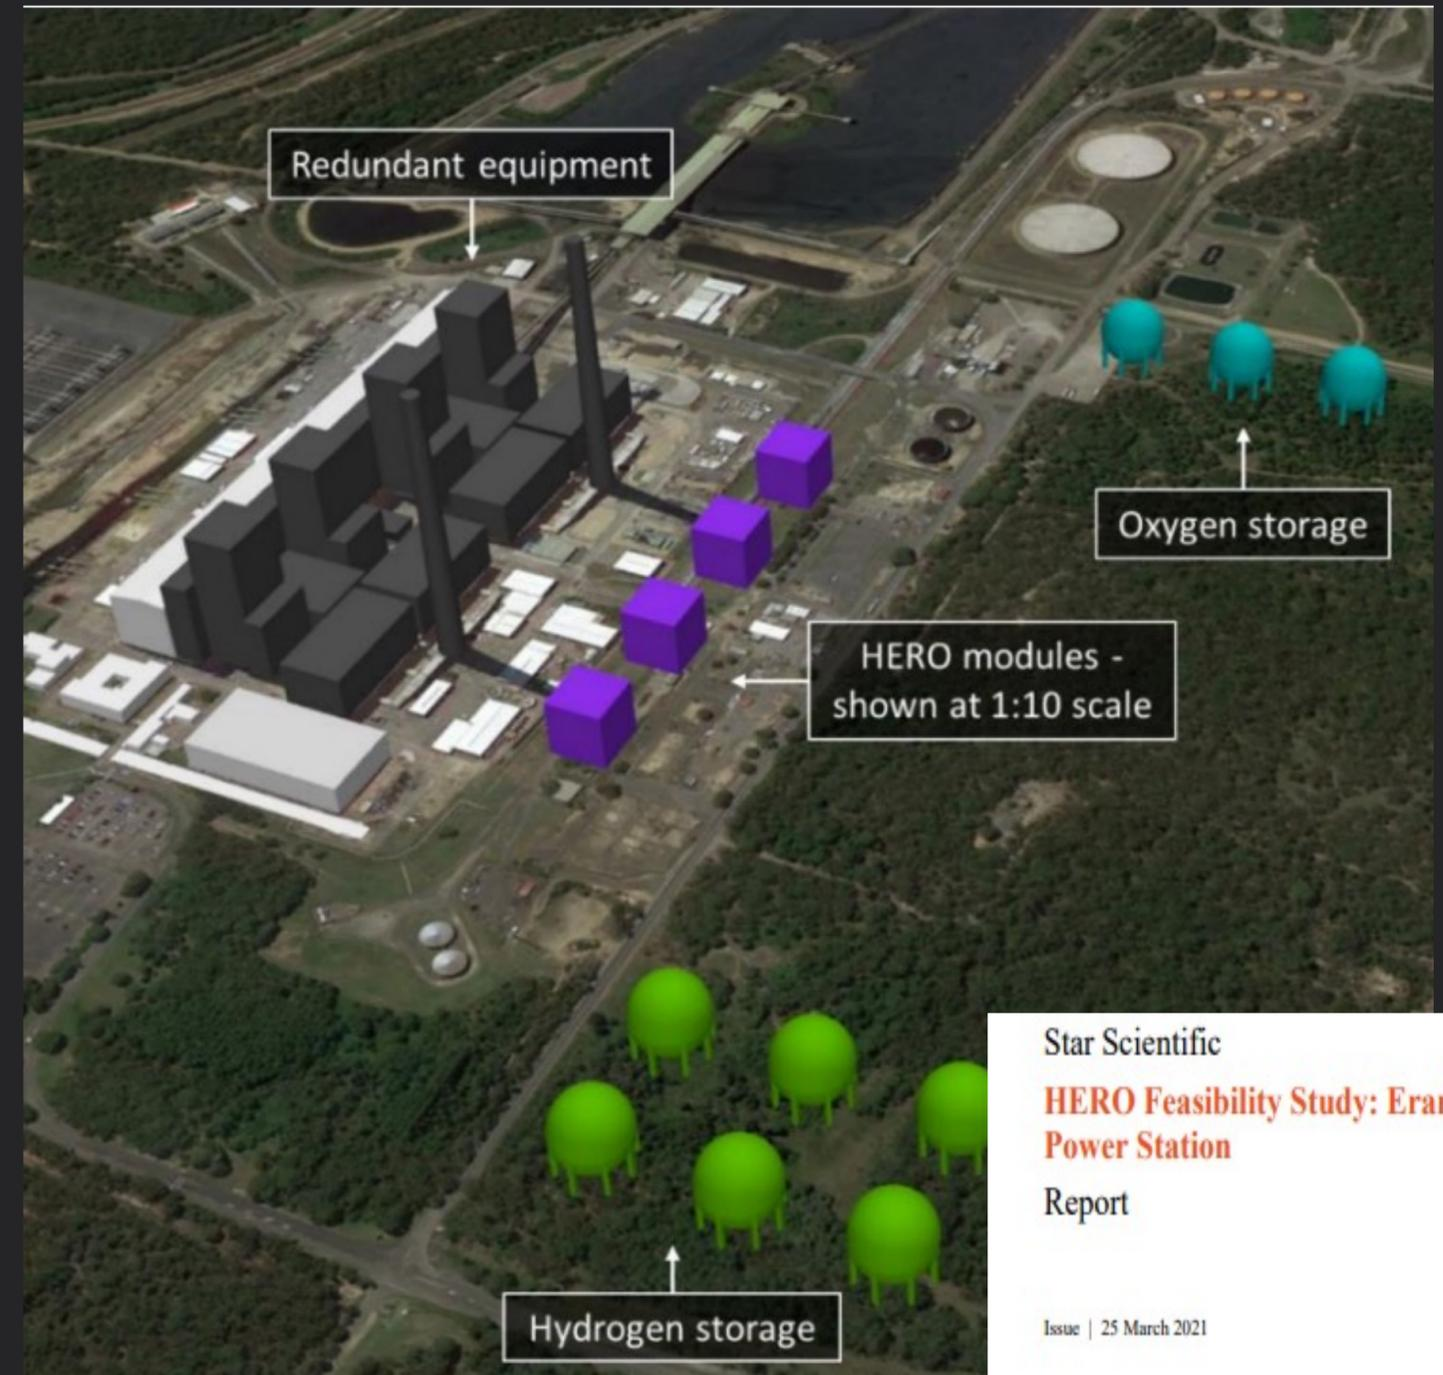 Redundant equipment
Oxygen storage
HERO modules -
shown at 1:10 scale
Hydrogen storage
Star Scientific
HERO Feasibility Study:
Power Station
Report
Issue | 25 March 2021